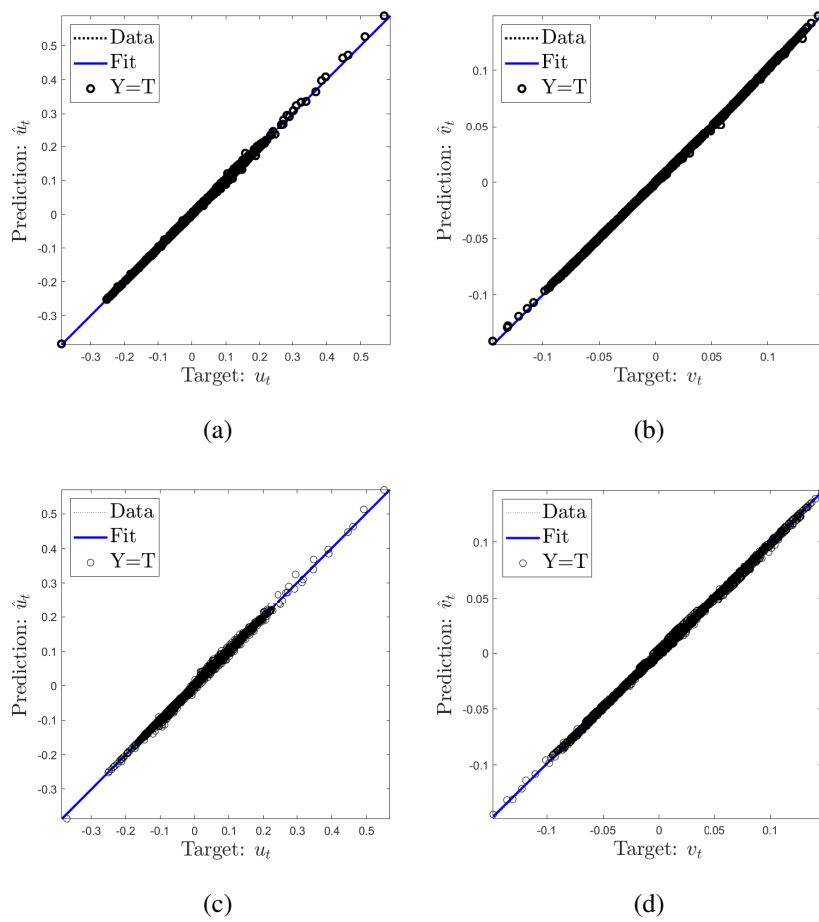 0.5
0.4
0.3
0.2
0.1
0
-0.1
-0.2
-0.3
-0.3 -0.2 -0.1 0 0.1 0.2 0.3 0.4 0.5
Data
Fit
Y=T
Prediction: û_t
Target: u_t
(a)
0.1
0.05
0
-0.05
-0.1
-0.1 -0.05 0 0.05 0.1
Data
Fit
Y=T
Prediction: v̂_t
Target: v_t
(b)
0.5
0.4
0.3
0.2
0.1
0
-0.1
-0.2
-0.3
-0.3 -0.2 -0.1 0 0.1 0.2 0.3 0.4 0.5
Data
Fit
Y=T
Prediction: û_t
Target: u_t
(c)
0.1
0.05
0
-0.05
-0.1
-0.1 -0.05 0 0.05 0.1
Data
Fit
Y=T
Prediction: v̂_t
Target: v_t
(d)